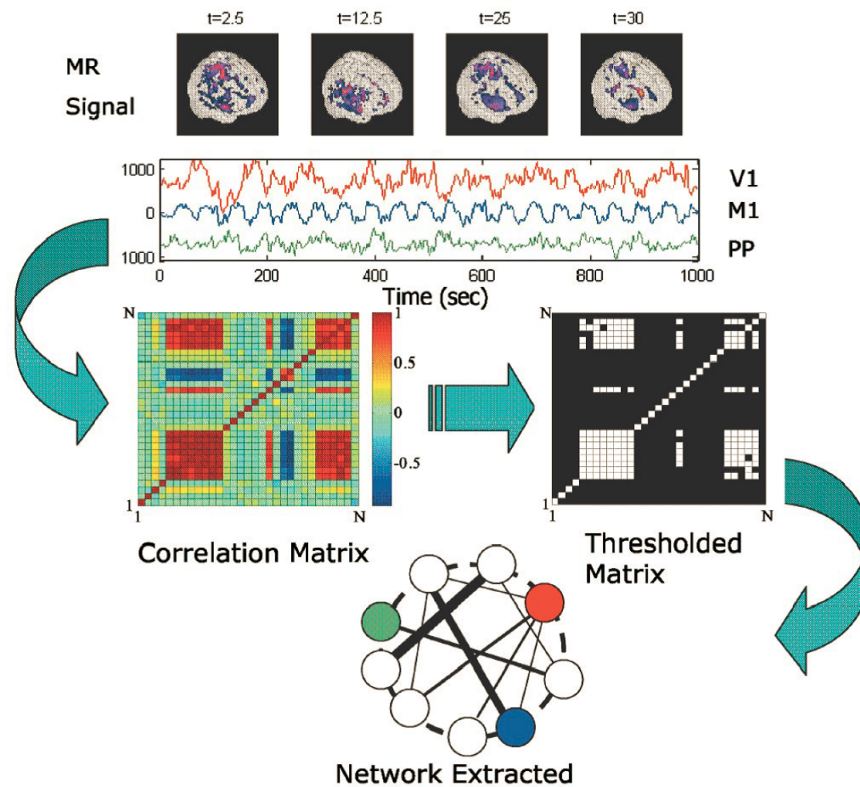 t=2.5 t=12.5 t=25 t=30
MR
Signal
1000
0
1000
V1
M1
PP
0 200 400 600 800 1000
Time (sec)
N
1
1 N
1
0.5
0
-0.5
Correlation Matrix
N
1
1 N
Thresholded
Matrix
Network Extracted